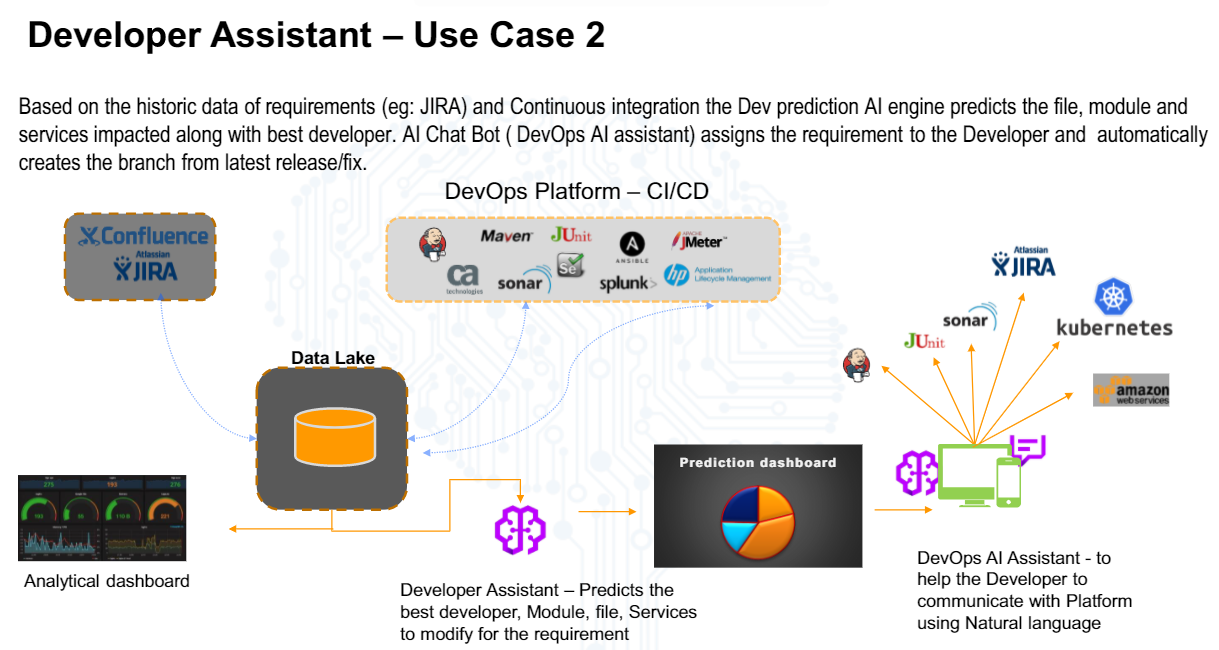 Developer Assistant – Use Case 2
Based on the historic data of requirements (eg: JIRA) and Continuous integration the Dev prediction AI engine predicts the file, module and
services impacted along with best developer. AI Chat Bot ( DevOps AI assistant) assigns the requirement to the Developer and automatically
creates the branch from latest release/fix.
DevOps Platform – CI/CD
Confluence
Atlassian
JIRA
Maven™
JUnit
ANSIBLE
APACHE
JMeter™
ca
technologies
sonar
Se
splunk>
hp
Application
Lifecycle Management
Atlassian
JIRA
sonar
JUnit
kubernetes
amazon
web services
Data Lake
Prediction dashboard
Analytical dashboard
Developer Assistant – Predicts the
best developer, Module, file, Services
to modify for the requirement
DevOps AI Assistant - to
help the Developer to
communicate with Platform
using Natural language